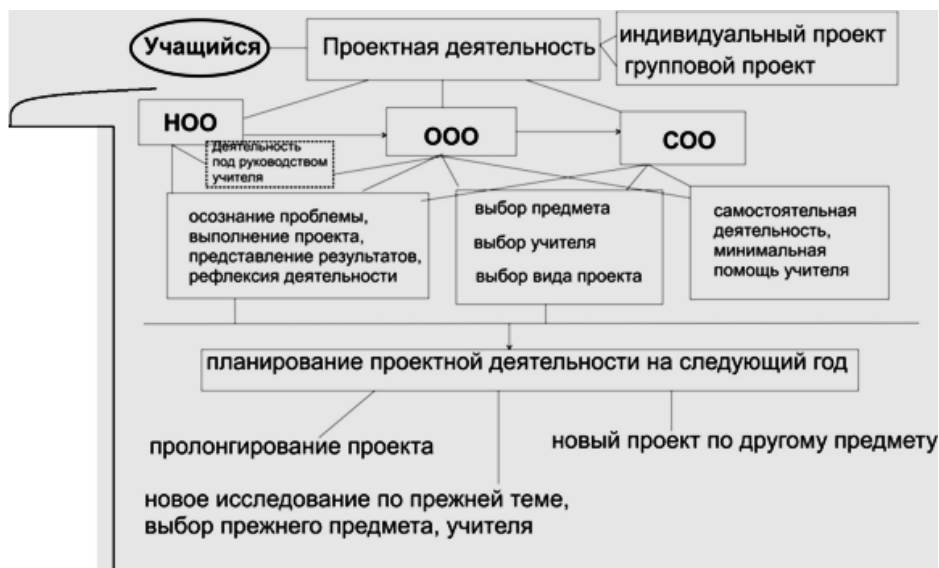 Учащийся
Проектная деятельность
индивидуальный проект
групповой проект
НОО
ООО
СОО
Деятельность
под руководством
учителя
осознание проблемы,
выполнение проекта,
представление результатов,
рефлексия деятельности
выбор предмета
выбор учителя
выбор вида проекта
самостоятельная
деятельность,
минимальная
помощь учителя
планирование проектной деятельности на следующий год
пролонгирование проекта
новый проект по другому предмету
новое исследование по прежней теме,
выбор прежнего предмета, учителя